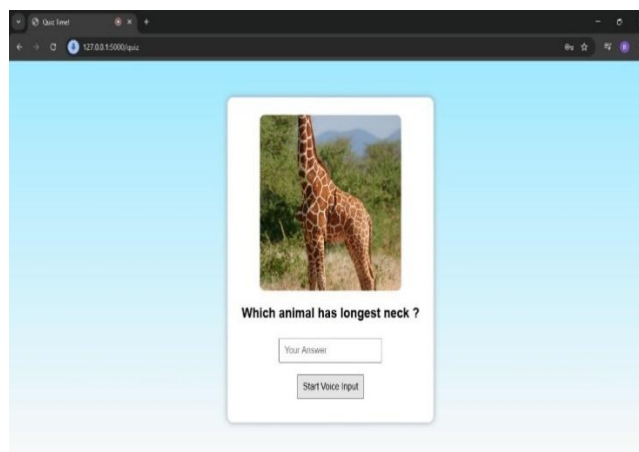 Quiz Time!
127.0.0.1:5000/quiz
Which animal has longest neck ?
Your Answer
Start Voice Input